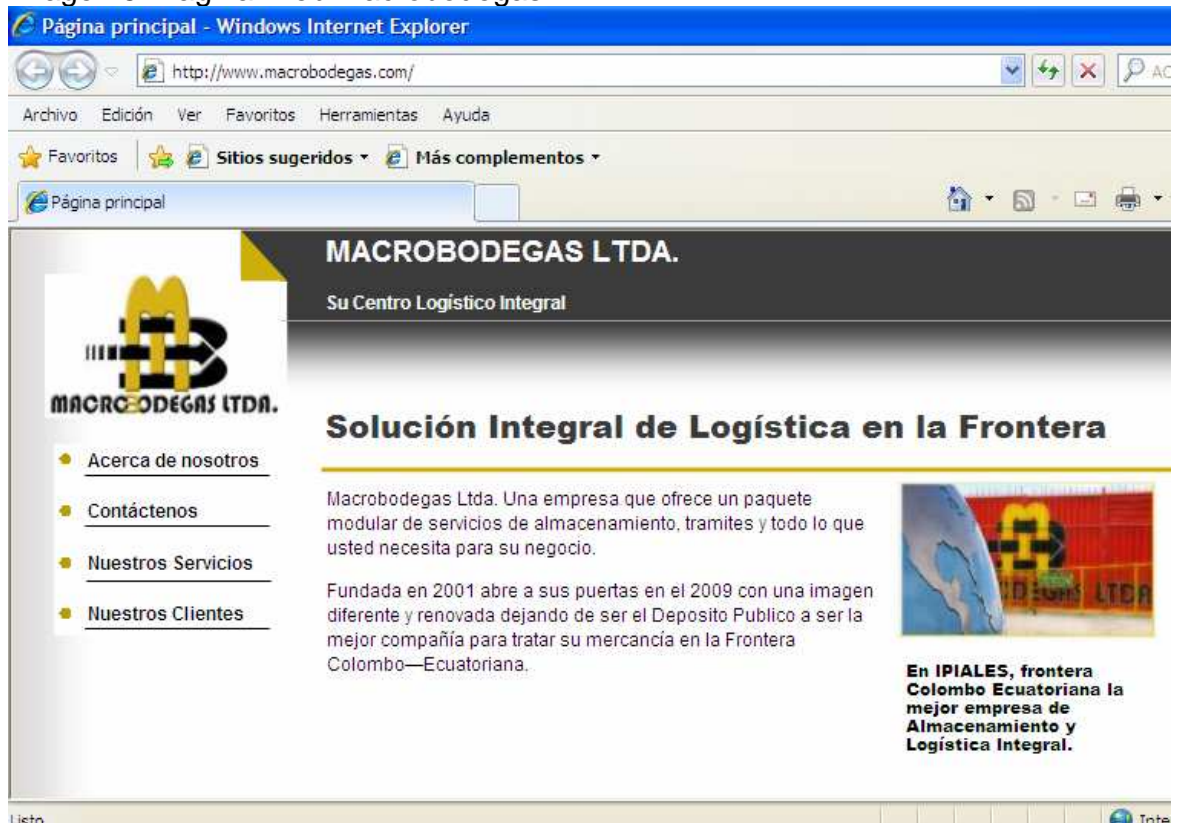 Página principal - Windows Internet Explorer
http://www.macrobodegas.com/
Archivo Edición Ver Favoritos Herramientas Ayuda
Favoritos Sitios sugeridos Más complementos
Página principal
MACROBODEGAS LTDA.
Su Centro Logístico Integral
MACROBODEGAS LTDA.
Acerca de nosotros
Contáctenos
Nuestros Servicios
Nuestros Clientes
Solución Integral de Logística en la Frontera
Macrobodegas Ltda. Una empresa que ofrece un paquete
modular de servicios de almacenamiento, tramites y todo lo que
usted necesita para su negocio.
Fundada en 2001 abre a sus puertas en el 2009 con una imagen
diferente y renovada dejando de ser el Deposito Publico a ser la
mejor compañía para tratar su mercancía en la Frontera
Colombo—Ecuatoriana.
LTDA
En IPIALES, frontera
Colombo Ecuatoriana la
mejor empresa de
Almacenamiento y
Logística Integral.
Listo